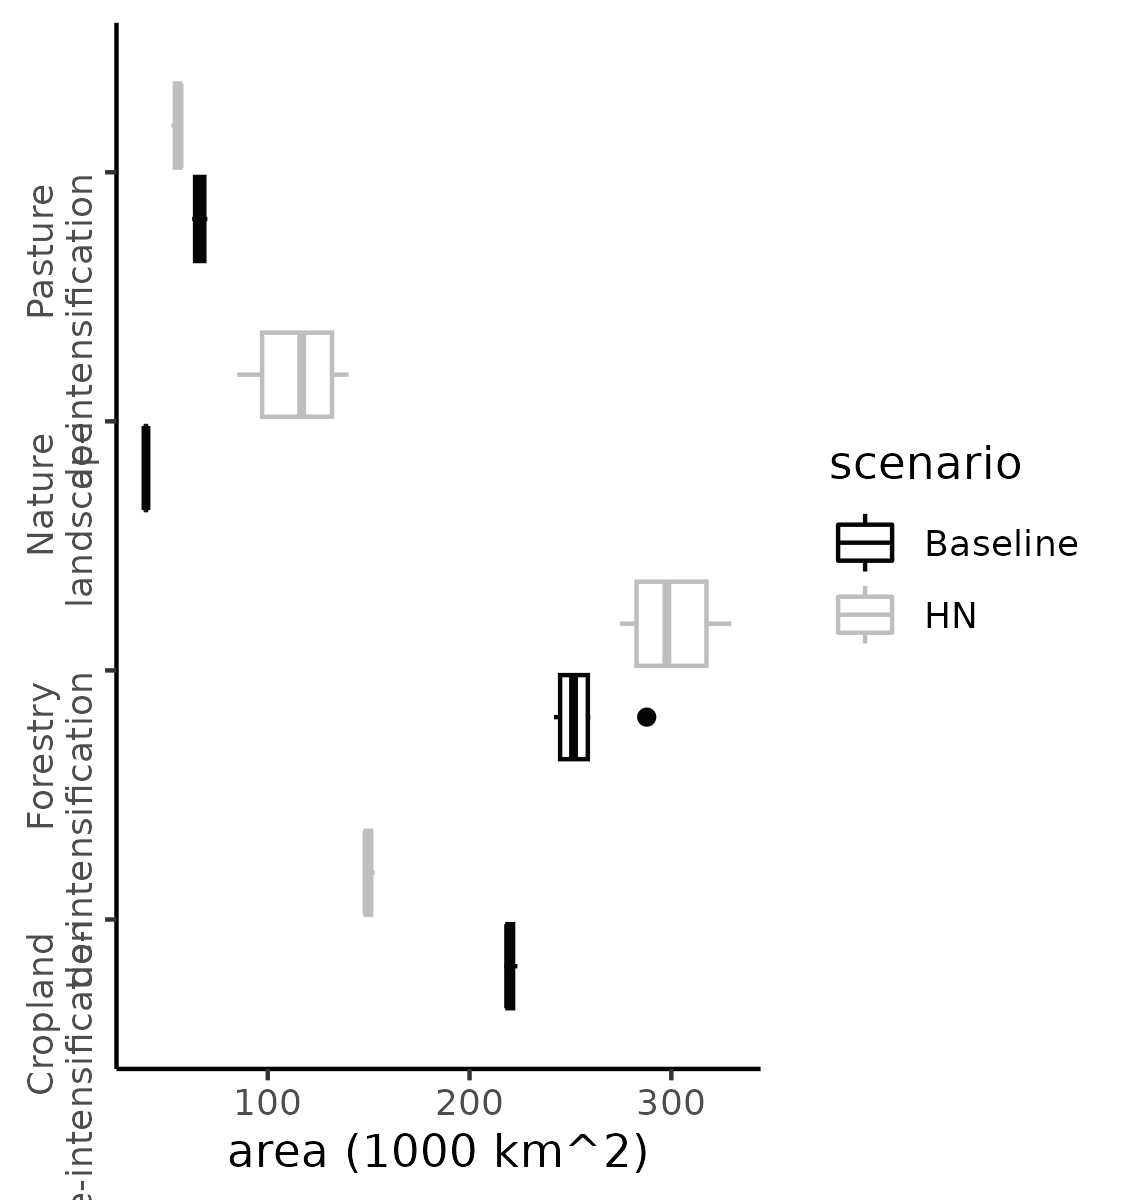 Pasture
de-intensification
Nature
landscape
Forestry
de-intensification
Cropland
e-intensification
100
200
300
area (1000 km^2)
scenario
Baseline
HN